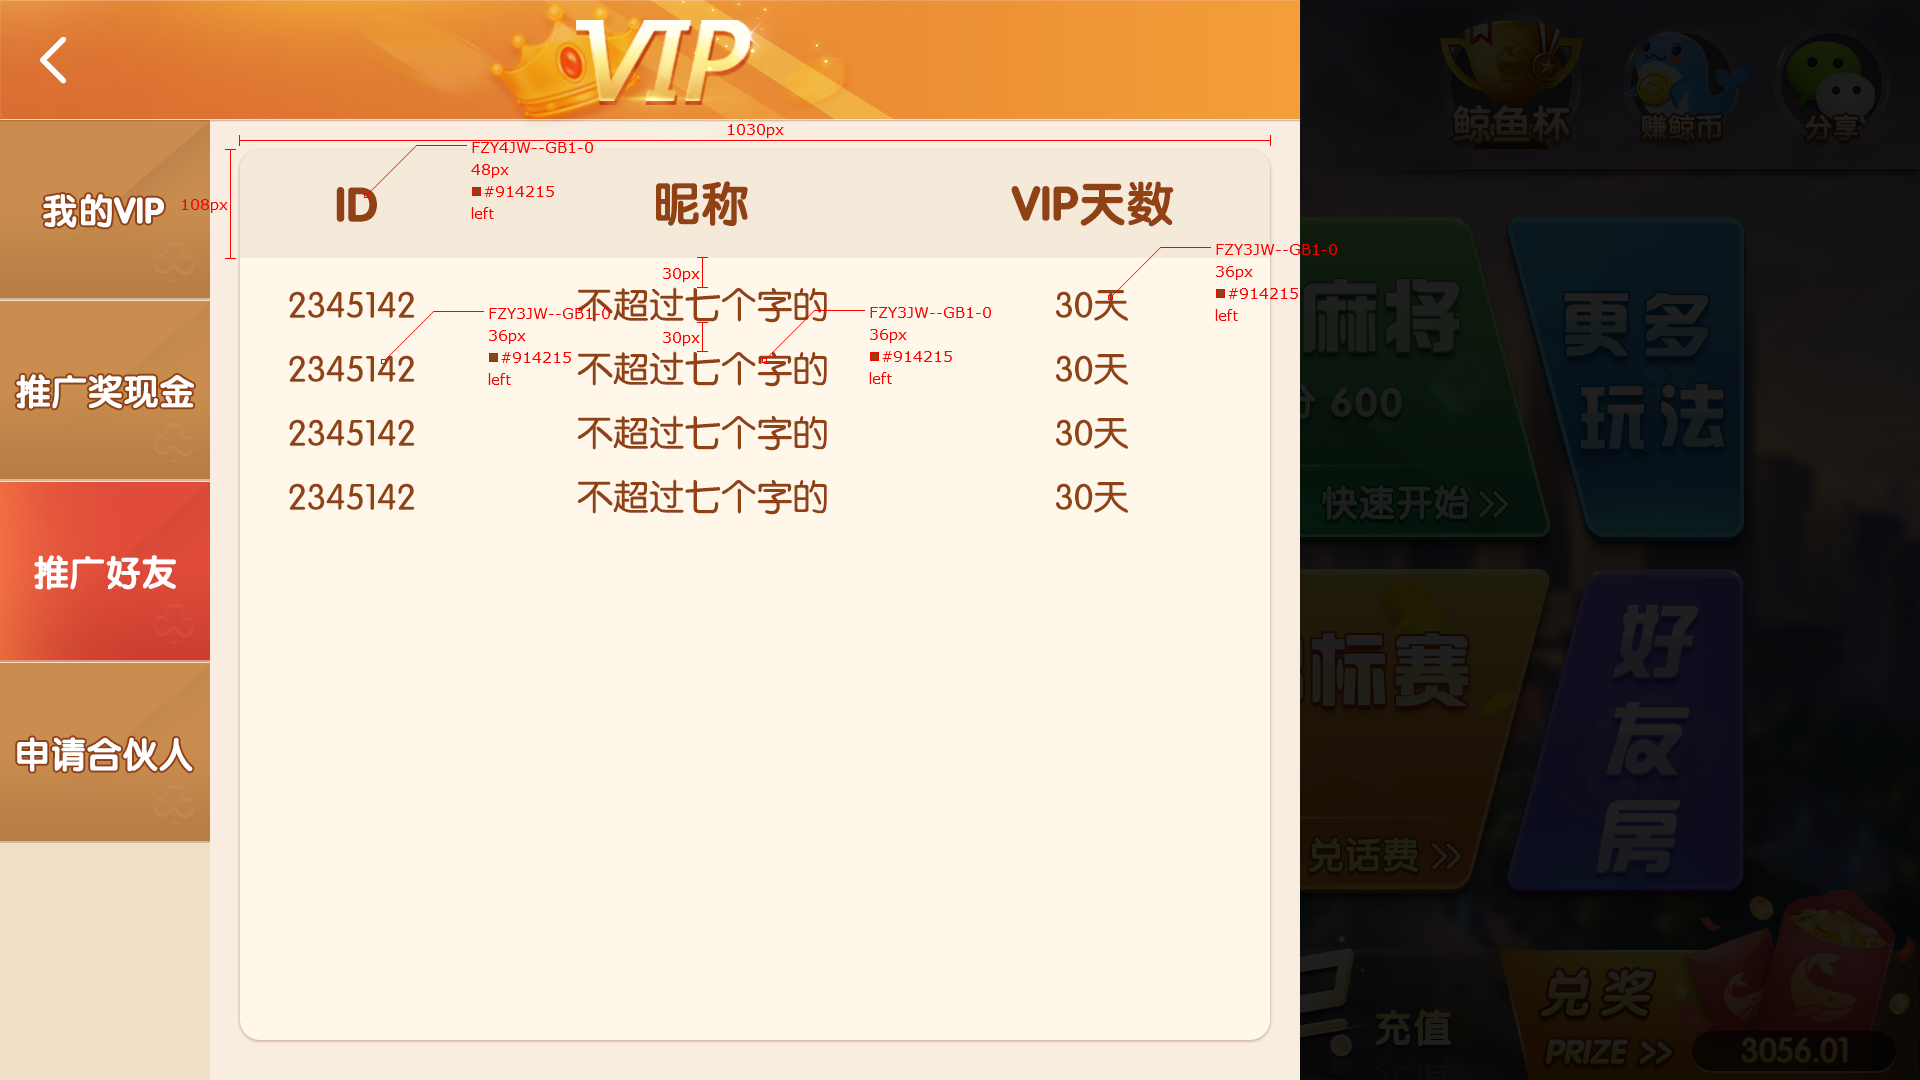 VIP
鲸鱼杯
赚鲸币
分享
我的VIP
推广奖现金
推广好友
申请合伙人
1030px
108px
ID
昵称
VIP天数
FZY4JW--GB1-0
48px
#914215
left
30px
2345142
不超过七个字的
30天
FZY3JW--GB1-0
36px
#914215
left
30px
2345142
不超过七个字的
30天
FZY3JW--GB1-0
36px
#914215
left
FZY3JW--GB1-0
36px
#914215
left
2345142
不超过七个字的
30天
2345142
不超过七个字的
30天
麻将
分 600
快速开始
更多
玩法
标赛
兑话费
好
友
房
充值
兑奖
PRIZE >>
3056.01